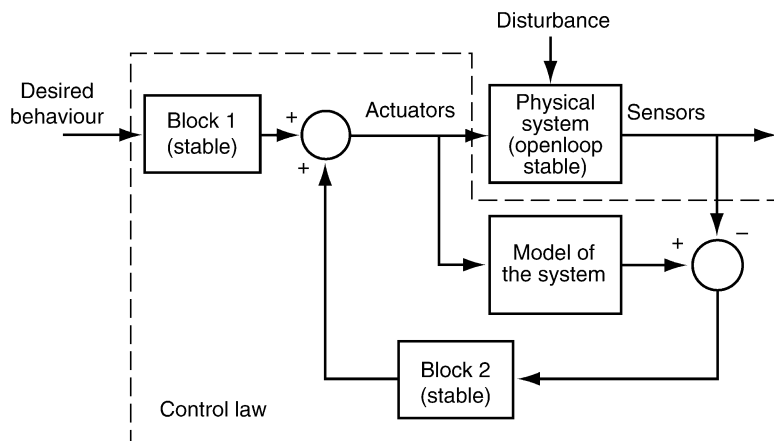 Disturbance
Desired
behaviour
Block 1
(stable)
+
+
Actuators
Physical
system
(openloop
stable)
Sensors
Model of
the system
+
−
Block 2
(stable)
Control law